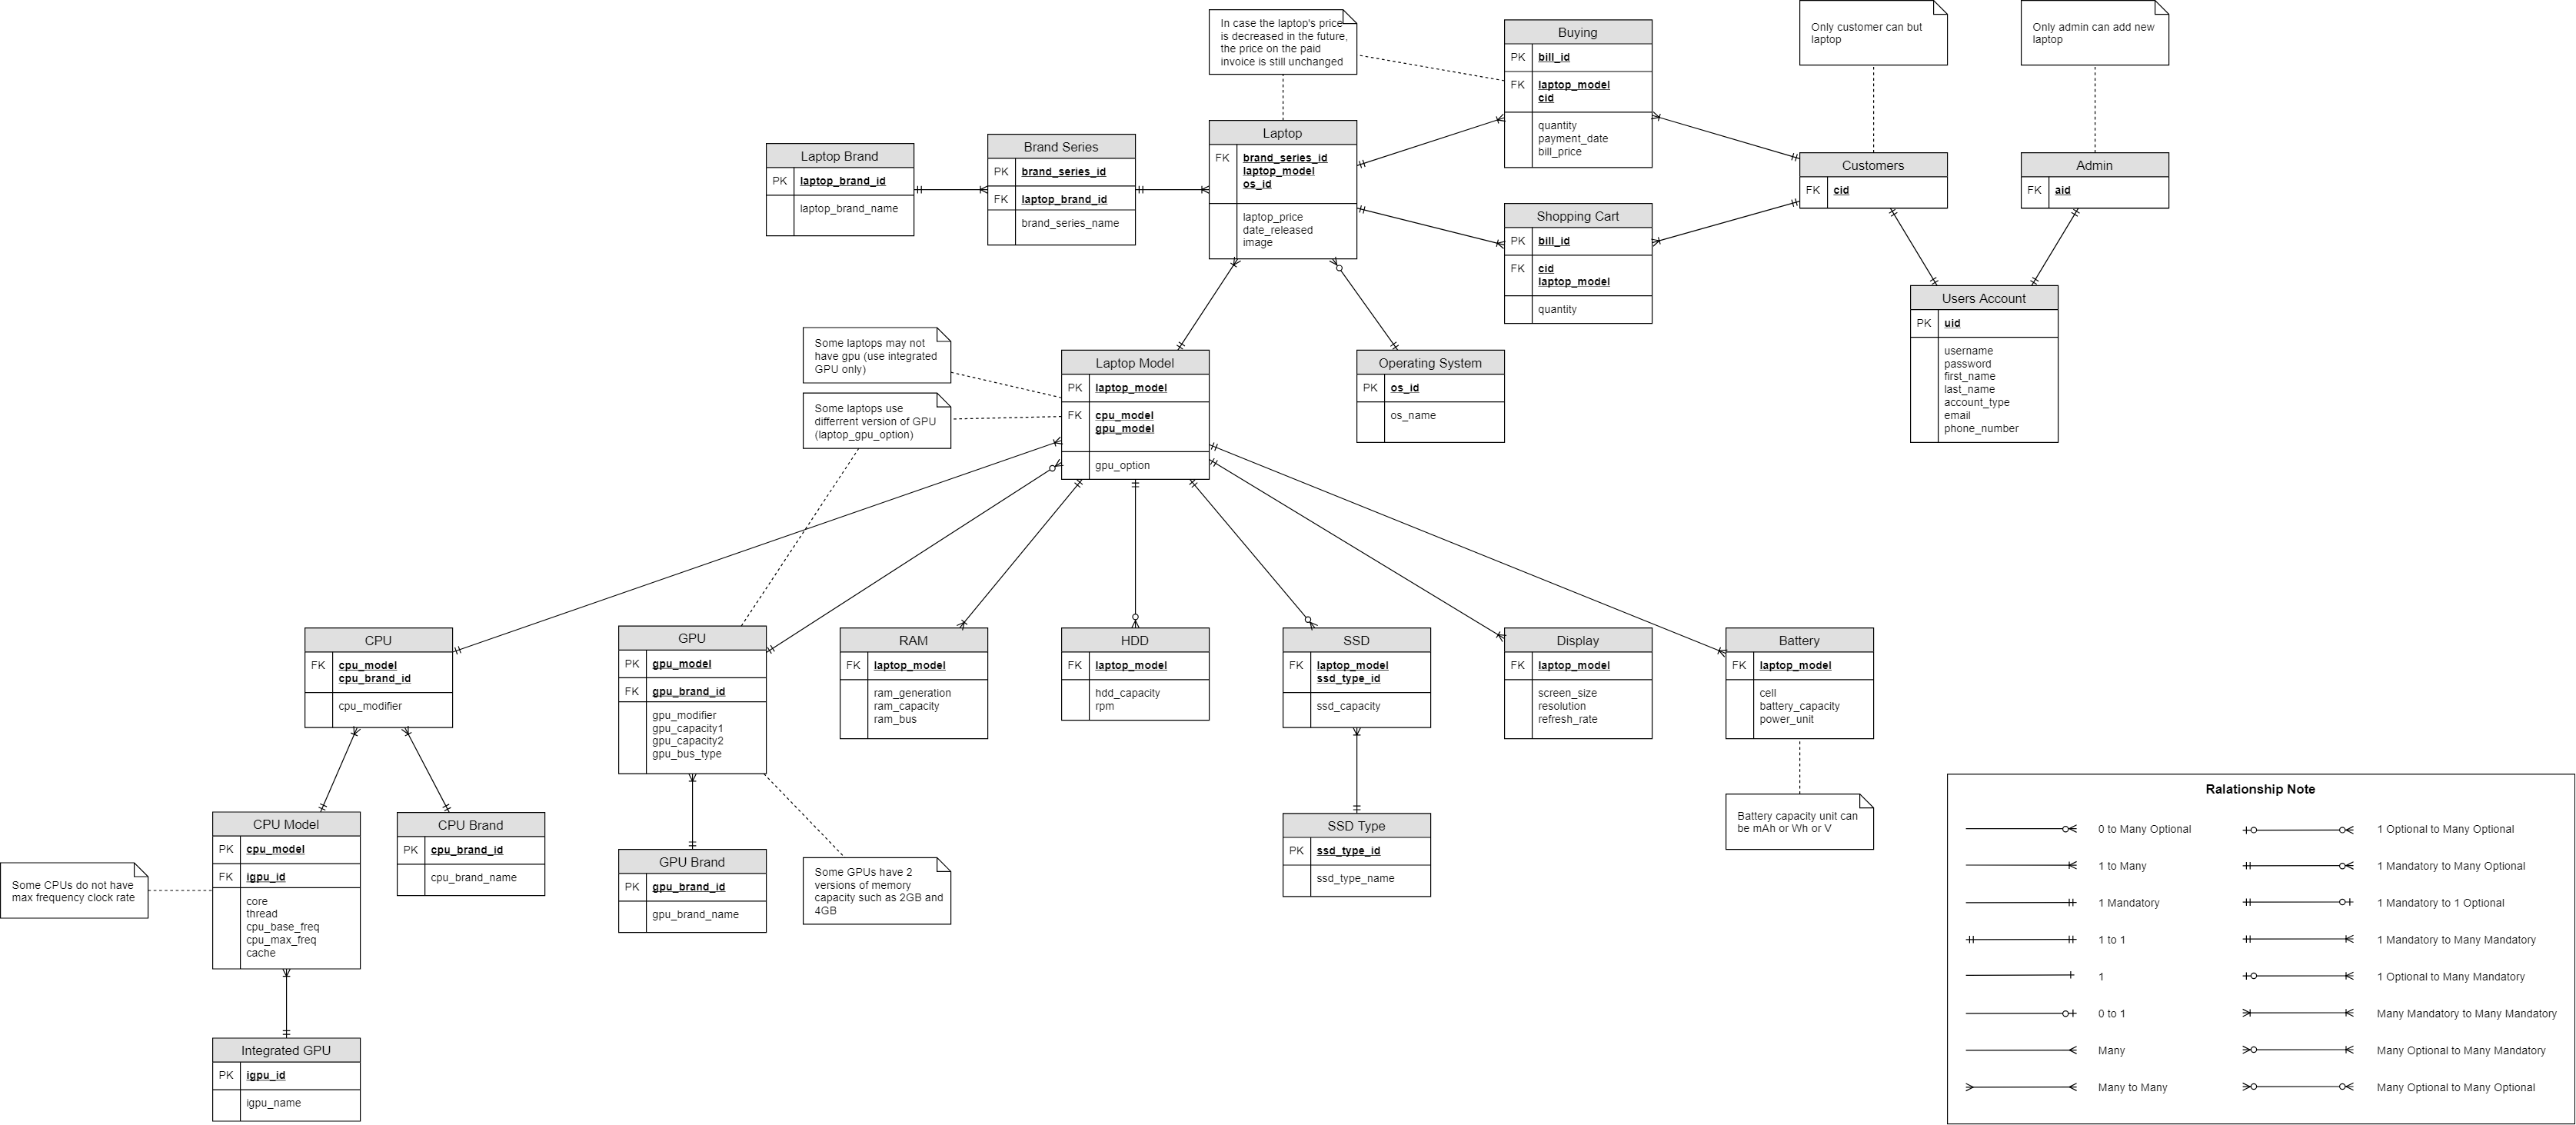 In case the laptop's price
is decreased in the future,
the price on the paid
invoice is still unchanged
Buying
PK bill_id
FK laptop_model
cid
quantity
payment_date
bill_price
Only customer can but
laptop
Only admin can add new
laptop
Laptop Brand
PK laptop_brand_id
laptop_brand_name
Brand Series
PK brand_series_id
FK laptop_brand_id
brand_series_name
Laptop
FK brand_series_id
laptop_model
os_id
laptop_price
date_released
image
Customers
FK cid
Admin
FK aid
Shopping Cart
PK bill_id
FK cid
laptop_model
quantity
Users Account
PK uid
username
password
first_name
last_name
account_type
email
phone_number
Some laptops may not
have gpu (use integrated
GPU only)
Some laptops use
differrent version of GPU
(laptop_gpu_option)
Laptop Model
PK laptop_model
FK cpu_model
gpu_model
gpu_option
Operating System
PK os_id
os_name
CPU
FK cpu_model
cpu_brand_id
cpu_modifier
GPU
PK gpu_model
FK gpu_brand_id
gpu_modifier
gpu_capacity1
gpu_capacity2
gpu_bus_type
RAM
FK laptop_model
ram_generation
ram_capacity
ram_bus
HDD
FK laptop_model
hdd_capacity
rpm
SSD
FK laptop_model
ssd_type_id
ssd_capacity
Display
FK laptop_model
screen_size
resolution
refresh_rate
Battery
FK laptop_model
cell
battery_capacity
power_unit
CPU Model
PK cpu_model
FK igpu_id
core
thread
cpu_base_freq
cpu_max_freq
cache
CPU Brand
PK cpu_brand_id
cpu_brand_name
Some CPUs do not have
max frequency clock rate
GPU Brand
PK gpu_brand_id
gpu_brand_name
Some GPUs have 2
versions of memory
capacity such as 2GB and
4GB
SSD Type
PK ssd_type_id
ssd_type_name
Battery capacity unit can
be mAh or Wh or V
Integrated GPU
PK igpu_id
igpu_name
Ralationship Note
0 to Many Optional
1 Optional to Many Optional
1 to Many
1 Mandatory to Many Optional
1 Mandatory
1 Mandatory to 1 Optional
1 to 1
1 Mandatory to Many Mandatory
1
1 Optional to Many Mandatory
0 to 1
Many Mandatory to Many Mandatory
Many
Many Optional to Many Mandatory
Many to Many
Many Optional to Many Optional